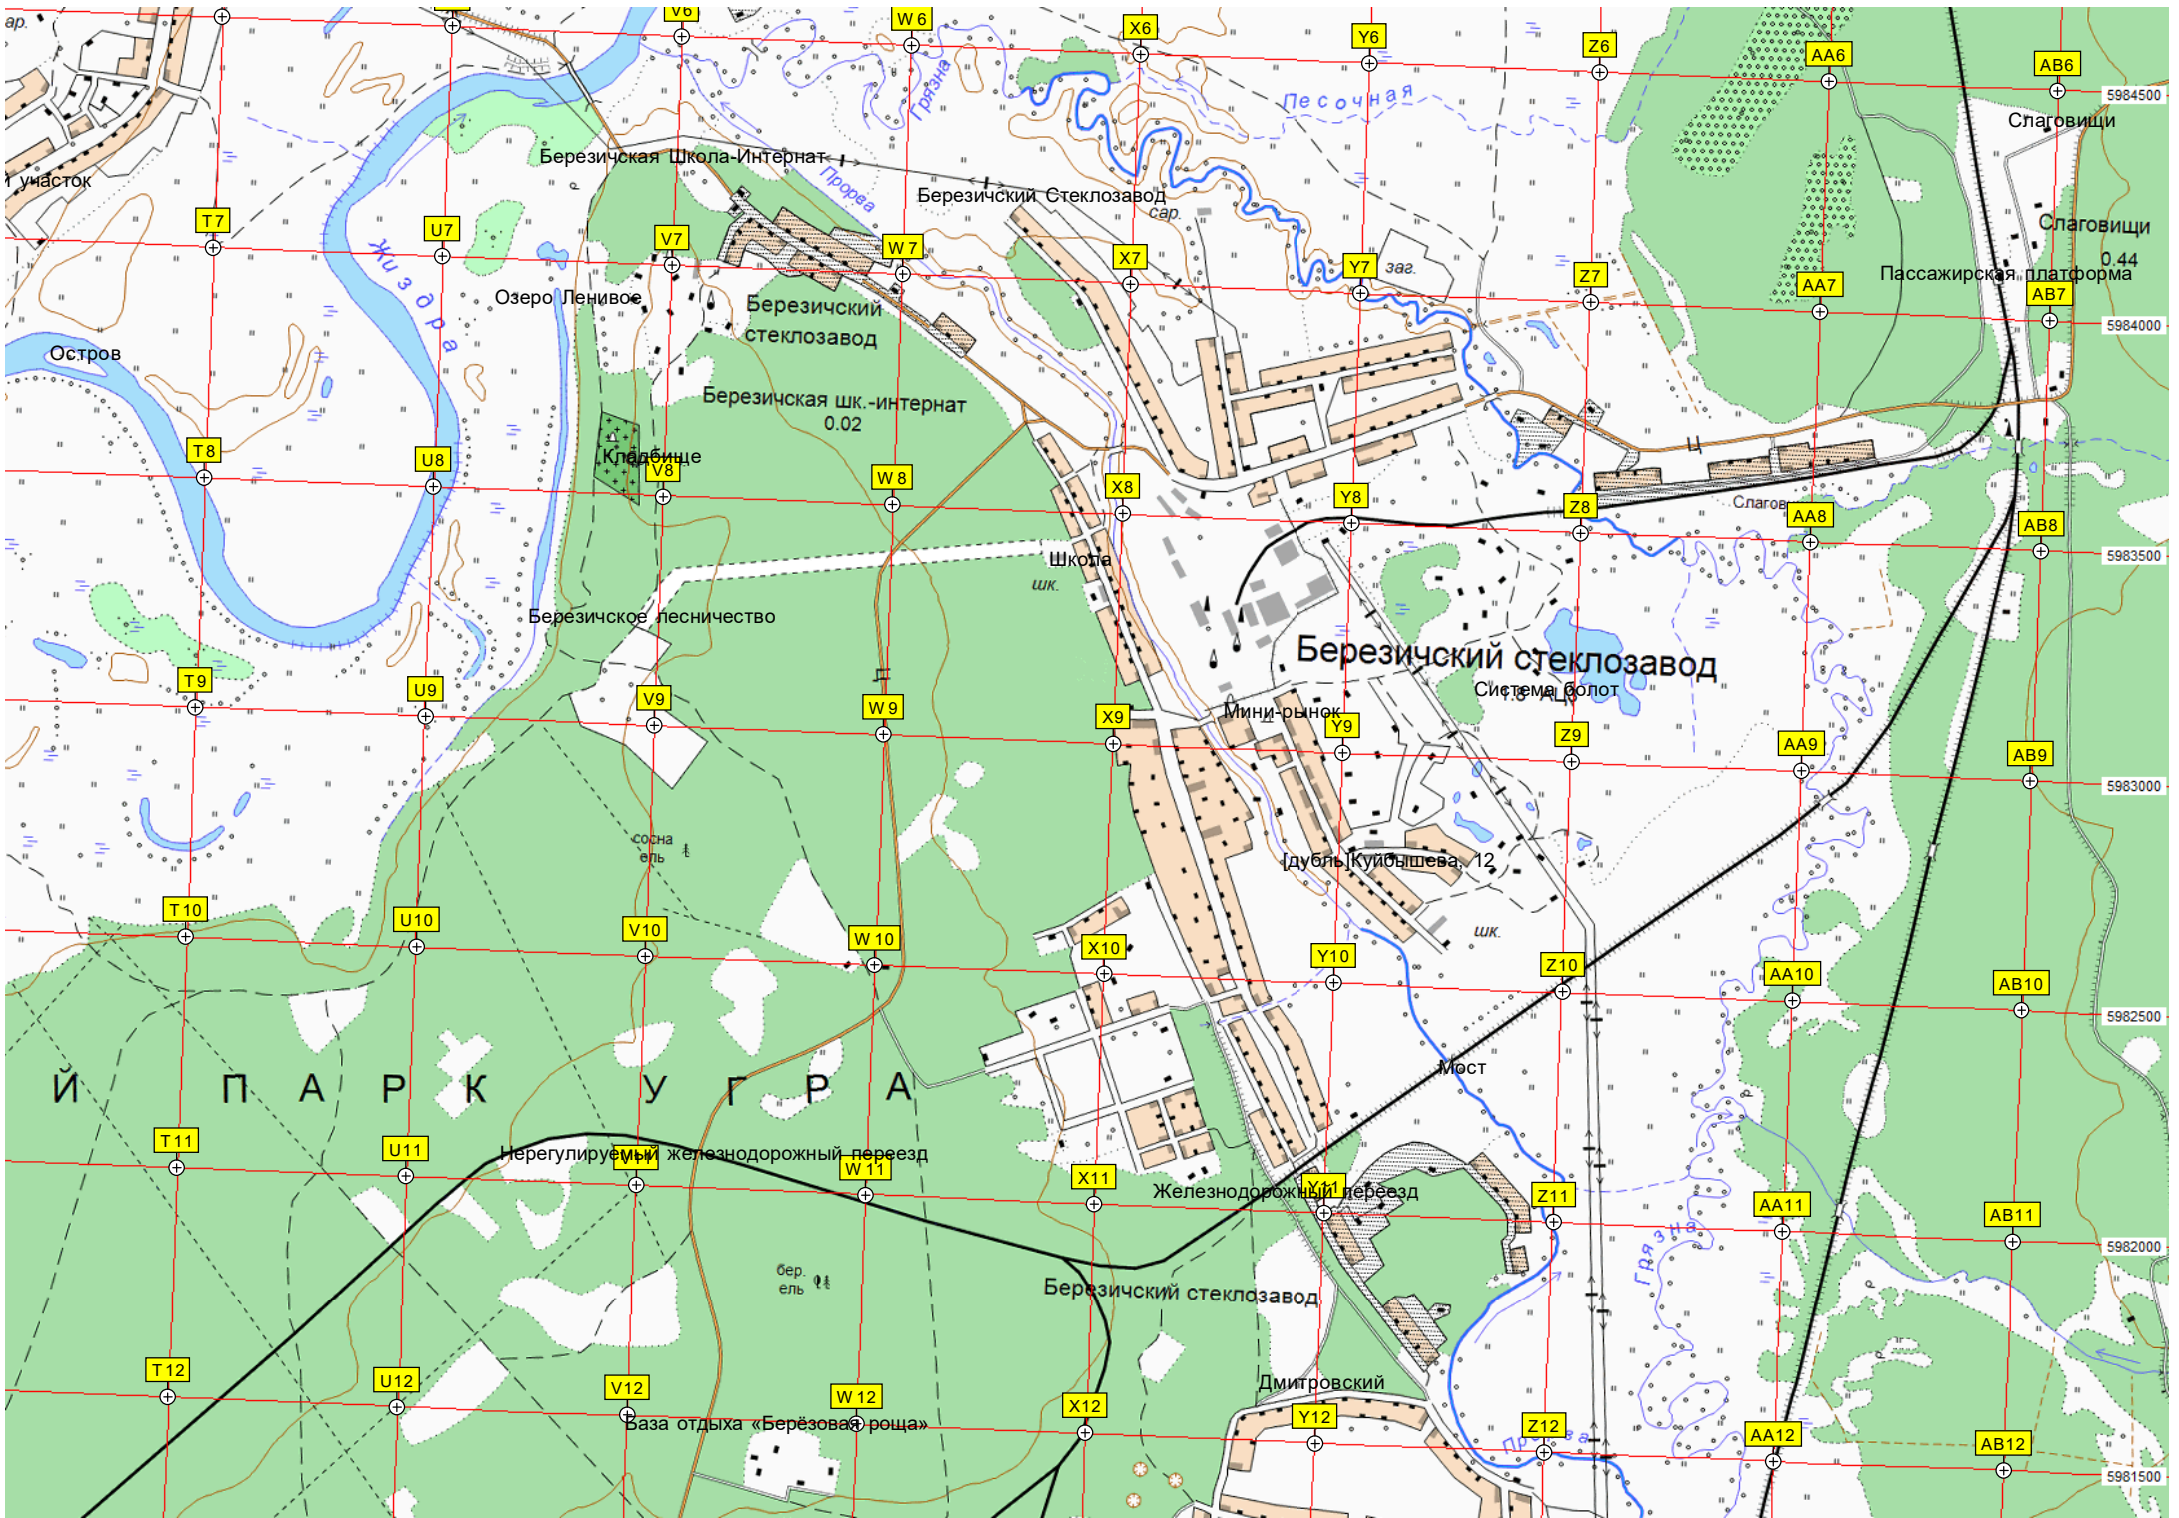 V6
W6
X6
Y6
Z6
AA6
AB6
5984500
ар.
Грязна
Песочная
Слаговищи
Березичская Школа-Интернат
Прорва
Березичский Стеклозавод
сар.
участок
T7
U7
V7
W7
X7
Y7
заг.
Z7
AA7
AB7
Слаговищи
0.44
Пассажирская платформа
5984000
Жиздра
Озеро Ленивое
Березичский
стеклозавод
Остров
Березичская шк.-интернат
0.02
T8
U8
V8
Кладбище
W8
X8
Y8
Z8
Слагов
AA8
AB8
5983500
Ц
Школа
шк.
Березичское лесничество
Березичский стеклозавод
Система болот
1.8 АЦЗ
Мини-рынок
T9
U9
V9
W9
X9
Y9
Z9
AA9
AB9
5983000
сосна
ель
[дубль]Куйбышева, 12
шк.
T10
U10
V10
W10
X10
Y10
Z10
AA10
AB10
5982500
Мост
Й ПАРК УГРА
T11
U11
V11
Нерегулируемый железнодорожный переезд
W11
X11
Y11
Железнодорожный переезд
Z11
AA11
AB11
5982000
Грязна
бер.
ель
Березичский стеклозавод
Дмитровский
T12
U12
V12
W12
База отдыха «Берёзовая роща»
X12
Y12
Z12
AA12
AB12
5981500